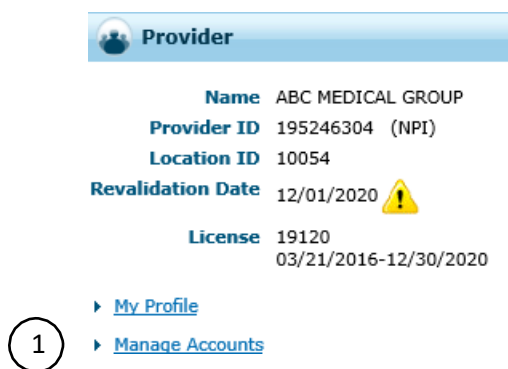 Provider
Name ABC MEDICAL GROUP
Provider ID 195246304 (NPI)
Location ID 10054
Revalidation Date 12/01/2020
License 19120
03/21/2016-12/30/2020
My Profile
1 Manage Accounts